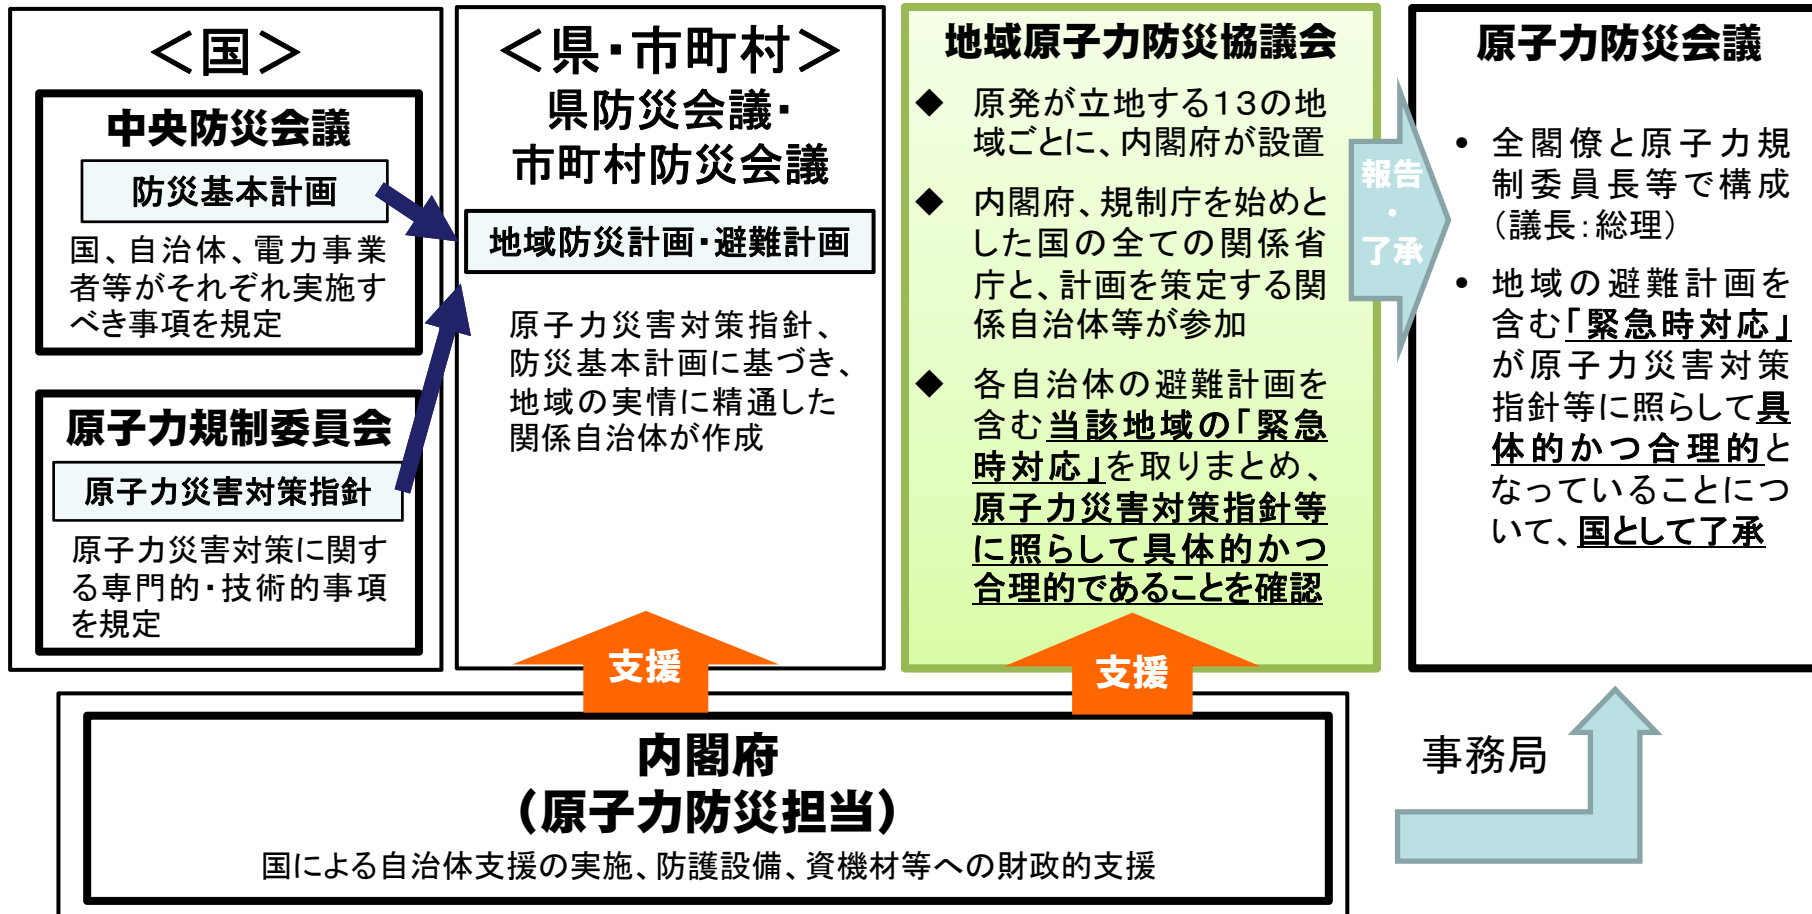 ＜国＞
中央防災会議
防災基本計画
国、自治体、電力事業
者等がそれぞれ実施す
べき事項を規定
原子力規制委員会
原子力災害対策指針
原子力災害対策に関す
る専門的・技術的事項
を規定
＜県・市町村＞
県防災会議・
市町村防災会議
地域防災計画・避難計画
原子力災害対策指針、
防災基本計画に基づき、
地域の実情に精通した
関係自治体が作成
支援
地域原子力防災協議会
◆ 原発が立地する13の地
域ごとに、内閣府が設置
◆ 内閣府、規制庁を始めと
した国の全ての関係省
庁と、計画を策定する関
係自治体等が参加
◆ 各自治体の避難計画を
含む当該地域の「緊急
時対応」を取りまとめ、
原子力災害対策指針等
に照らして具体的かつ
合理的であることを確認
支援
報告
・
了承
原子力防災会議
• 全閣僚と原子力規
制委員長等で構成
（議長：総理）
• 地域の避難計画を
含む「緊急時対応」
が原子力災害対策
指針等に照らして具
体的かつ合理的と
なっていることにつ
いて、国として了承
内閣府
（原子力防災担当）
国による自治体支援の実施、防護設備、資機材等への財政的支援
事務局